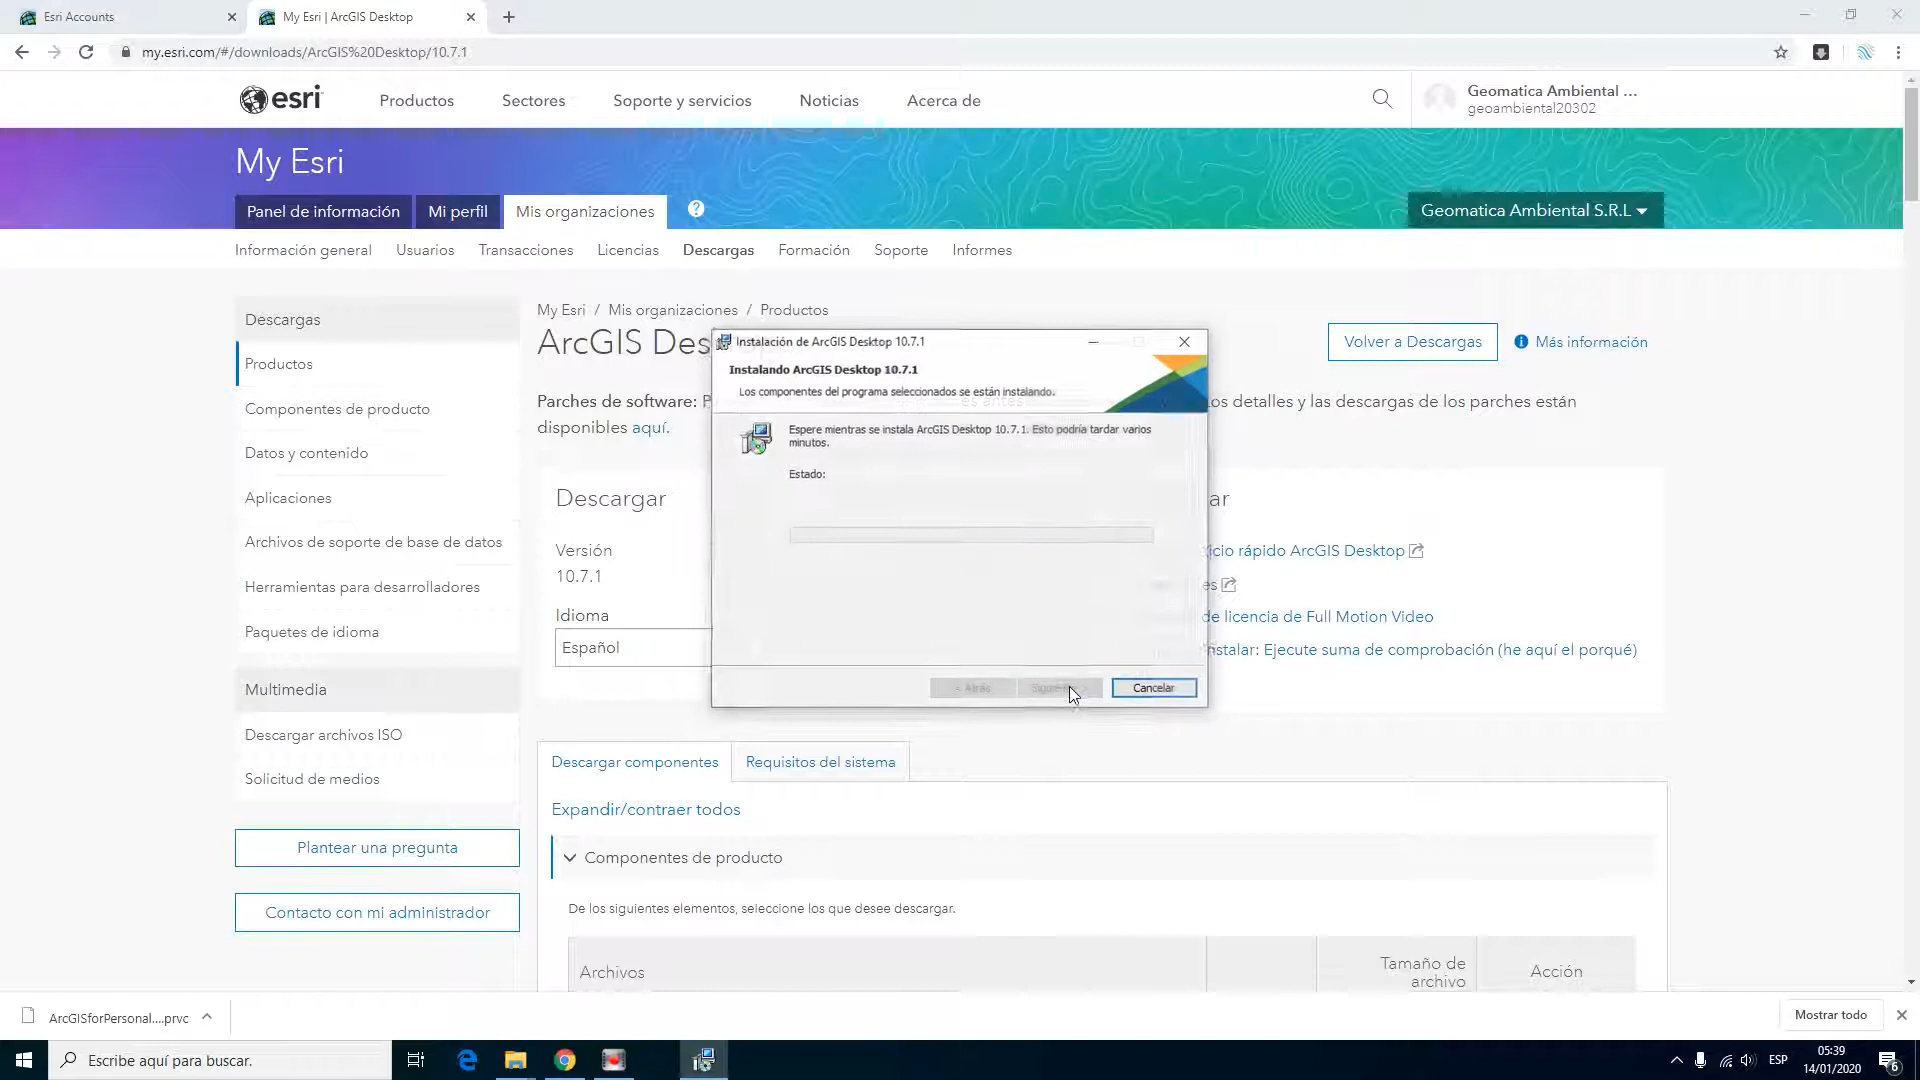 Esri Accounts
My Esri | ArcGIS Desktop
my.esri.com/#/downloads/ArcGIS%20Desktop/10.7.1
esri
Productos
Sectores
Soporte y servicios
Noticias
Acerca de
Geomatica Ambiental ...
geoambiental20302
My Esri
Panel de información
Mi perfil
Mis organizaciones
?
Geomatica Ambiental S.R.L
Información general
Usuarios
Transacciones
Licencias
Descargas
Formación
Soporte
Informes
Descargas
Productos
Componentes de producto
Datos y contenido
Aplicaciones
Archivos de soporte de base de datos
Herramientas para desarrolladores
Paquetes de idioma
Multimedia
Descargar archivos ISO
Solicitud de medios
Plantear una pregunta
Contacto con mi administrador
My Esri / Mis organizaciones / Productos
ArcGIS Des
Volver a Descargas
Más información
Parches de software: P
os detalles y las descargas de los parches están
disponibles aquí.
Descargar
Versión
10.7.1
Idioma
Español
ar
cio rápido ArcGIS Desktop
es
de licencia de Full Motion Video
nstalar: Ejecute suma de comprobación (he aquí el porqué)
Instalación de ArcGIS Desktop 10.7.1
Instalando ArcGIS Desktop 10.7.1
Los componentes del programa seleccionados se están instalando.
Espere mientras se instala ArcGIS Desktop 10.7.1. Esto podría tardar varios
minutos.
Estado:
< Atrás
Cancelar
Descargar componentes
Requisitos del sistema
Expandir/contraer todos
Componentes de producto
De los siguientes elementos, seleccione los que desee descargar.
Archivos
Tamaño de
archivo
Acción
ArcGISforPersonal....prvc
Mostrar todo
Escribe aquí para buscar.
ESP
05:39
14/01/2020
6